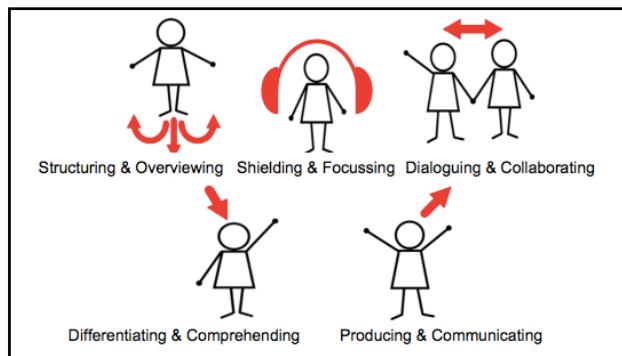 Structuring & Overviewing
Shielding & Focussing
Dialoguing & Collaborating
Differentiating & Comprehending
Producing & Communicating